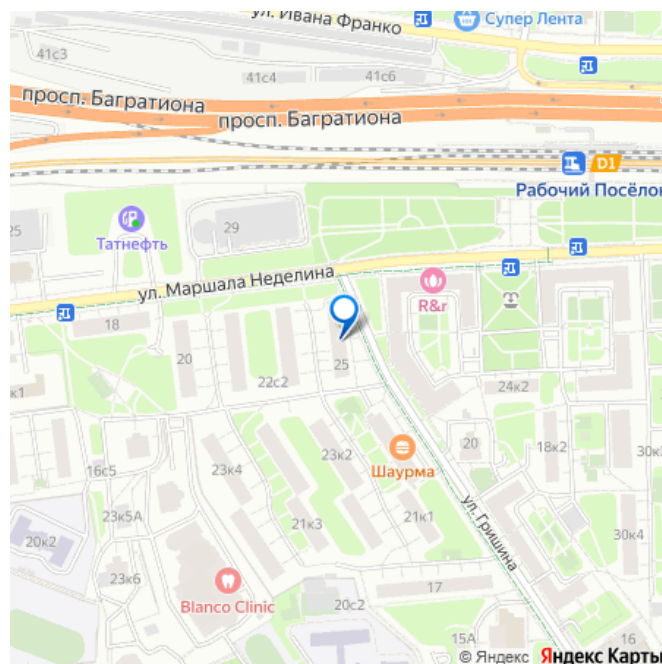 ул. Ивана Франко
Супер Лента
41с3
41с4
41с6
просп. Багратиона
просп. Багратиона
D1
Рабочий Посёлок
25
29
Татнефть
ул. Маршала Неделина
R&r
18
20
25
22с2
24к2
к1
20
18к2
30к3
Шаурма
23к2
23к4
16с5
23к5А
21к3
21к1
ул. Гришина
20к2
30к4
23к6
17
Blanco Clinic
20с2
15А
16
© Яндекс Яндекс Карты